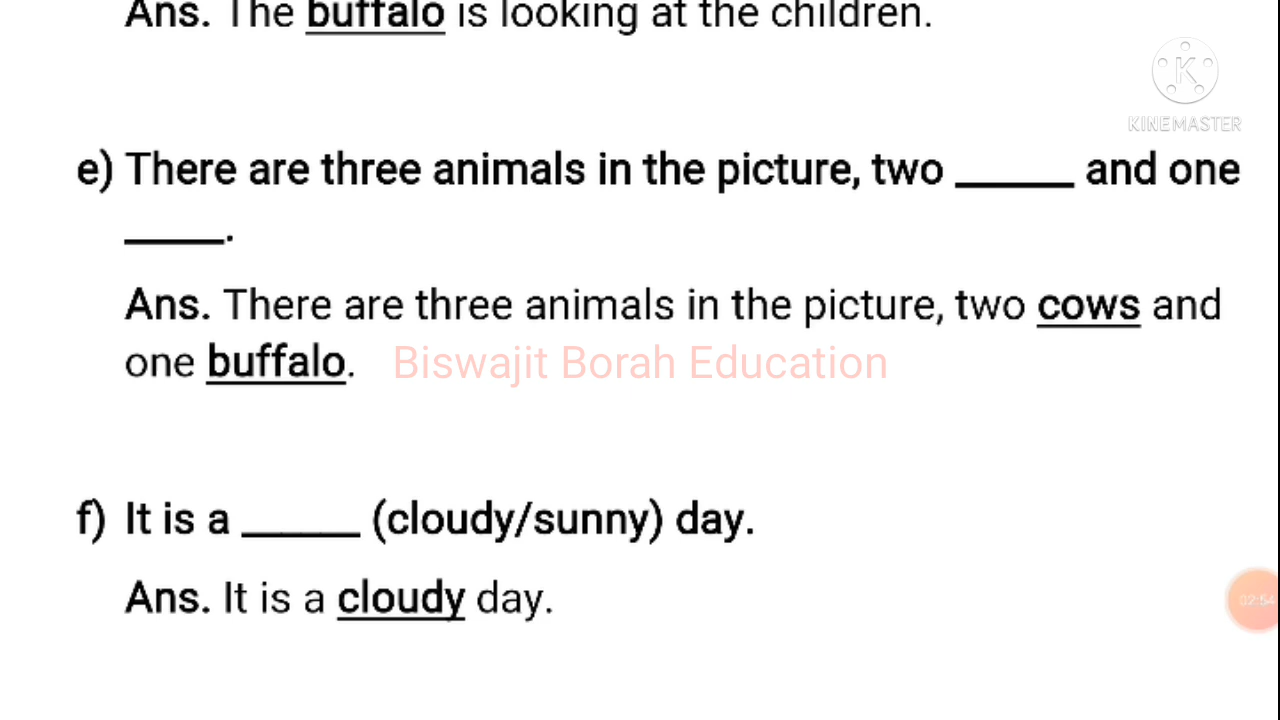 Ans. The buffalo is looking at the children.
KINEMASTER
e) There are three animals in the picture, two ______ and one
_____.
Ans. There are three animals in the picture, two cows and
one buffalo. Biswajit Borah Education
f) It is a ______ (cloudy/sunny) day.
Ans. It is a cloudy day.
02:54